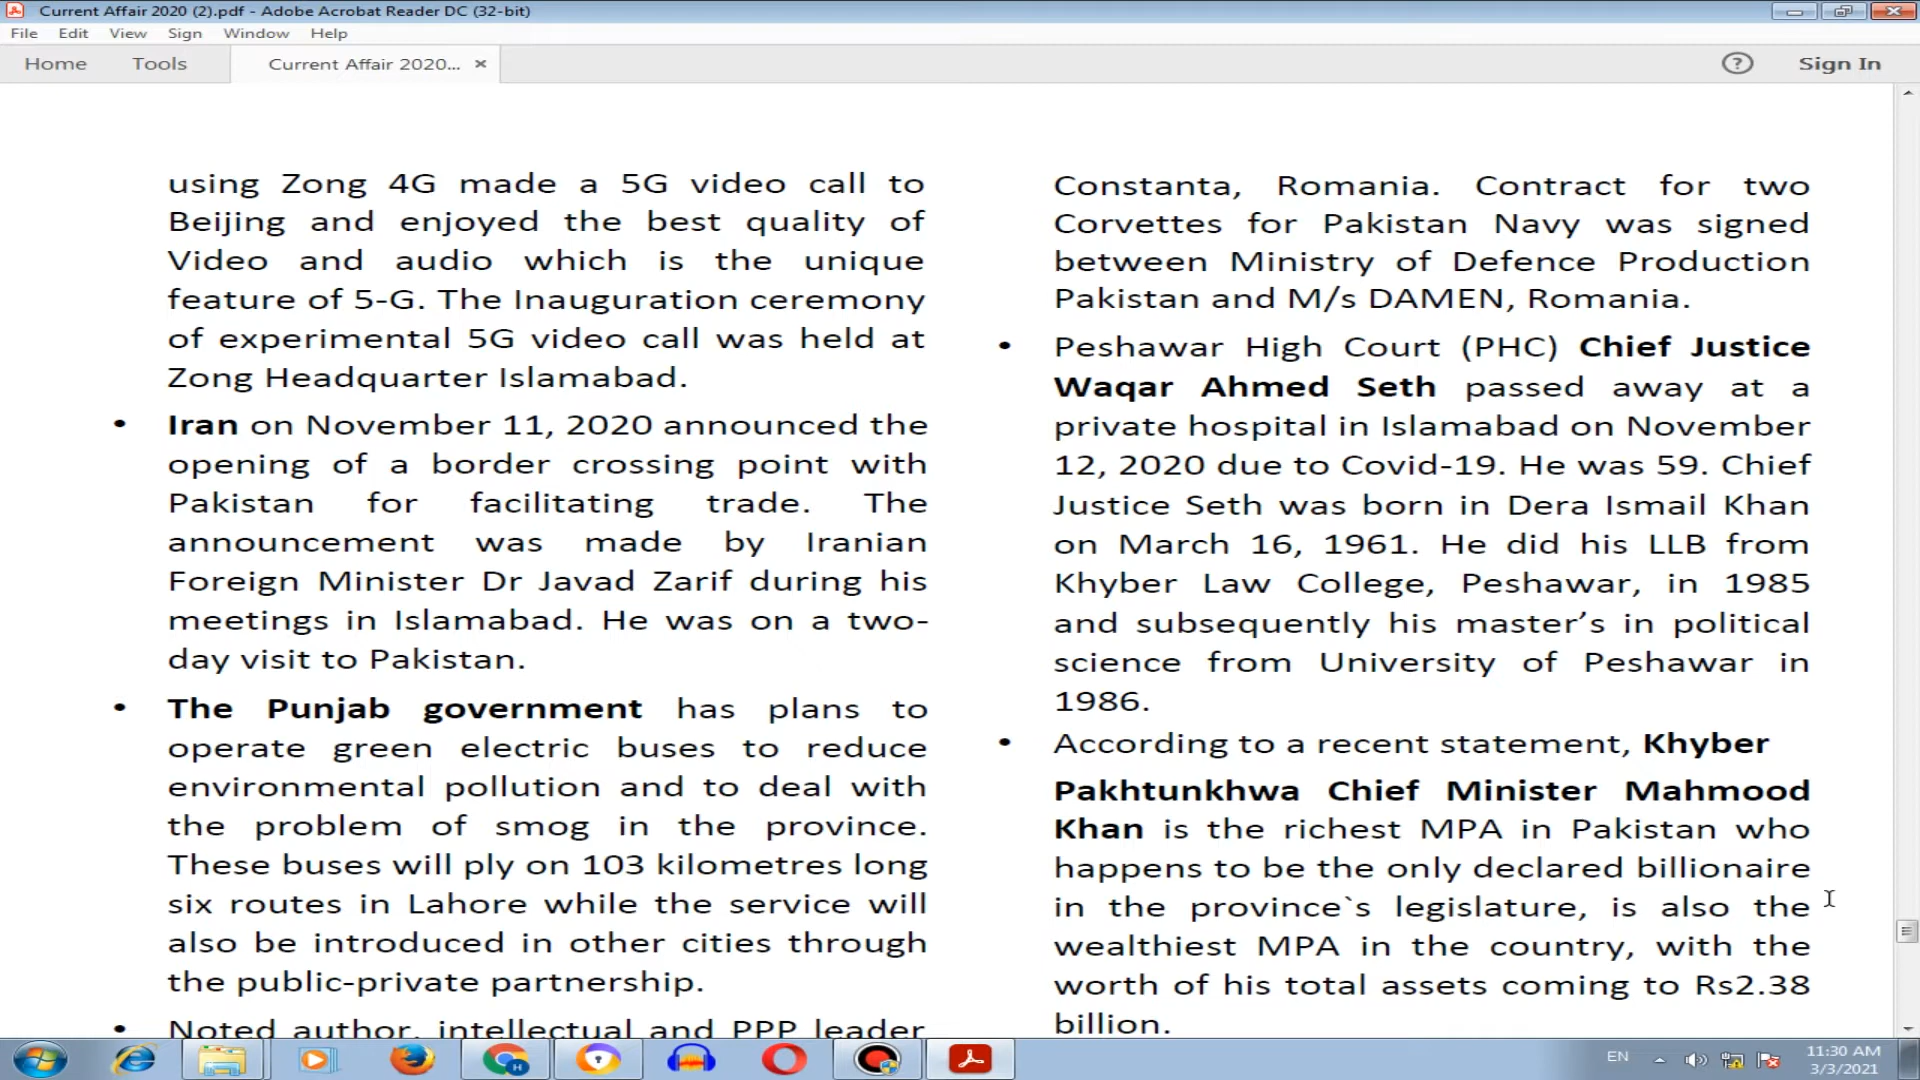 Current Affair 2020 (2).pdf - Adobe Acrobat Reader DC (32-bit)
File Edit View Sign Window Help
Home Tools Current Affair 2020... × ? Sign In
using Zong 4G made a 5G video call to
Beijing and enjoyed the best quality of
Video and audio which is the unique
feature of 5-G. The Inauguration ceremony
of experimental 5G video call was held at
Zong Headquarter Islamabad.
• Iran on November 11, 2020 announced the
opening of a border crossing point with
Pakistan for facilitating trade. The
announcement was made by Iranian
Foreign Minister Dr Javad Zarif during his
meetings in Islamabad. He was on a two-
day visit to Pakistan.
• The Punjab government has plans to
operate green electric buses to reduce
environmental pollution and to deal with
the problem of smog in the province.
These buses will ply on 103 kilometres long
six routes in Lahore while the service will
also be introduced in other cities through
the public-private partnership.
• Noted author, intellectual and PPP leader
Constanta, Romania. Contract for two
Corvettes for Pakistan Navy was signed
between Ministry of Defence Production
Pakistan and M/s DAMEN, Romania.
• Peshawar High Court (PHC) Chief Justice
Waqar Ahmed Seth passed away at a
private hospital in Islamabad on November
12, 2020 due to Covid-19. He was 59. Chief
Justice Seth was born in Dera Ismail Khan
on March 16, 1961. He did his LLB from
Khyber Law College, Peshawar, in 1985
and subsequently his master’s in political
science from University of Peshawar in
1986.
• According to a recent statement, Khyber
Pakhtunkhwa Chief Minister Mahmood
Khan is the richest MPA in Pakistan who
happens to be the only declared billionaire
in the province`s legislature, is also the
wealthiest MPA in the country, with the
worth of his total assets coming to Rs2.38
billion.
EN 11:30 AM
3/3/2021